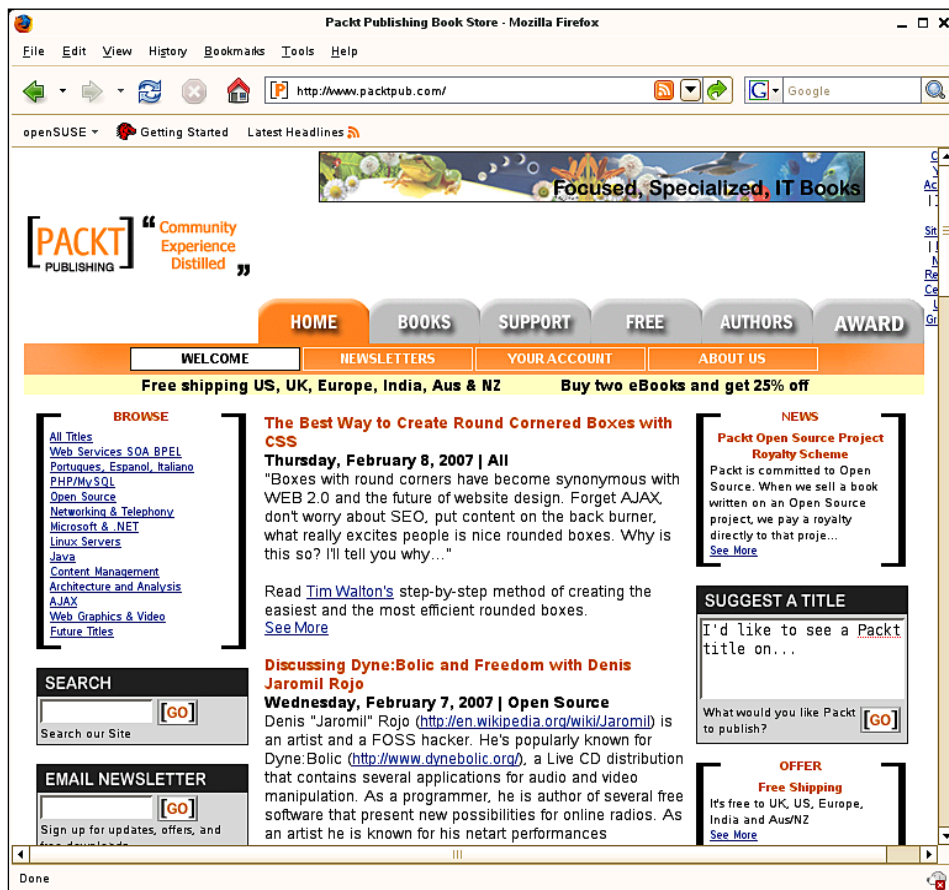 Packt Publishing Book Store - Mozilla Firefox
File Edit View History Bookmarks Tools Help
http://www.packtpub.com/
G
Google
openSUSE
Getting Started
Latest Headlines
Focused, Specialized, IT Books
[PACKT]
PUBLISHING
“ Community
Experience
Distilled ”
HOME BOOKS SUPPORT FREE AUTHORS AWARD
WELCOME NEWSLETTERS YOUR ACCOUNT ABOUT US
Free shipping US, UK, Europe, India, Aus & NZ Buy two eBooks and get 25% off
BROWSE
All Titles
Web Services SOA BPEL
Portugues, Espanol, Italiano
PHP/MySQL
Open Source
Networking & Telephony
Microsoft & .NET
Linux Servers
Java
Content Management
Architecture and Analysis
AJAX
Web Graphics & Video
Future Titles
SEARCH
[GO]
Search our Site
EMAIL NEWSLETTER
[GO]
Sign up for updates, offers, and
free downloads
The Best Way to Create Round Cornered Boxes with
CSS
Thursday, February 8, 2007 | All
"Boxes with round corners have become synonymous with
WEB 2.0 and the future of website design. Forget AJAX,
don't worry about SEO, put content on the back burner,
what really excites people is nice rounded boxes. Why is
this so? I'll tell you why..."
Read Tim Walton's step-by-step method of creating the
easiest and the most efficient rounded boxes.
See More
Discussing Dyne:Bolic and Freedom with Denis
Jaromil Rojo
Wednesday, February 7, 2007 | Open Source
Denis "Jaromil" Rojo (http://en.wikipedia.org/wiki/Jaromil) is
an artist and a FOSS hacker. He's popularly known for
Dyne:Bolic (http://www.dynebolic.org/), a Live CD distribution
that contains several applications for audio and video
manipulation. As a programmer, he is author of several free
software that present new possibilities for online radios. As
an artist he is known for his netart performances
NEWS
Packt Open Source Project
Royalty Scheme
Packt is committed to Open
Source. When we sell a book
written on an Open Source
project, we pay a royalty
directly to that proje...
See More
SUGGEST A TITLE
I'd like to see a Packt
title on...
What would you like Packt
to publish?
[GO]
OFFER
Free Shipping
It's free to UK, US, Europe,
India and Aus/NZ
See More
Done